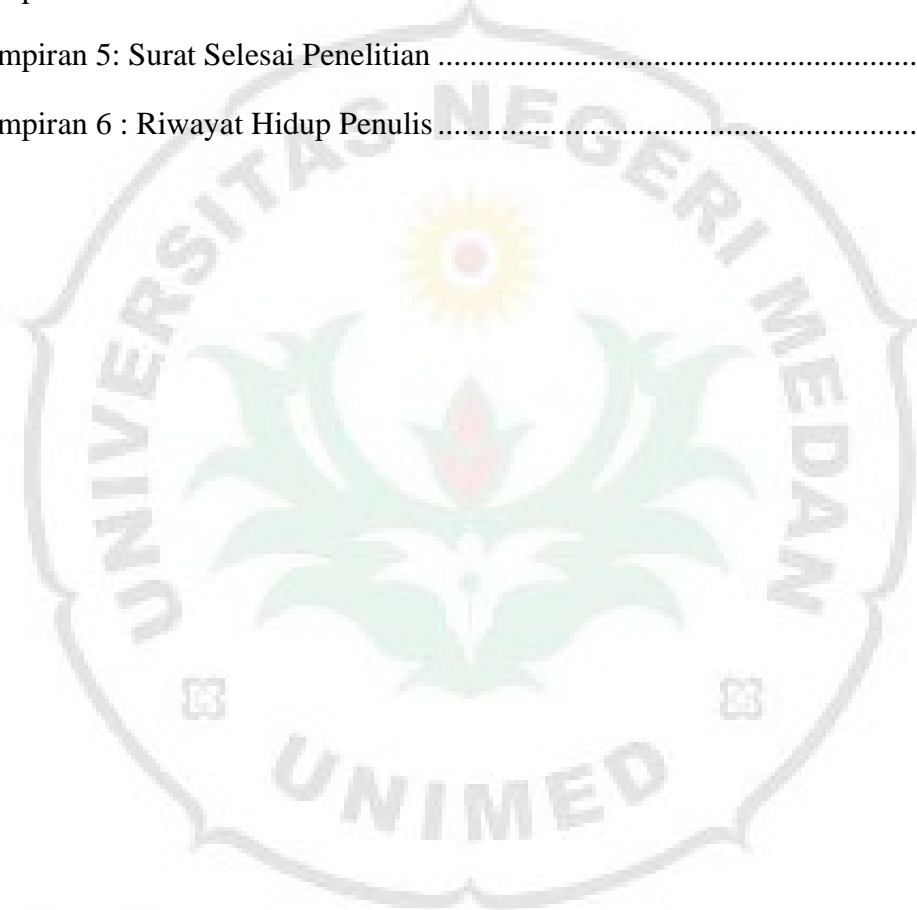 mpiran 5: Surat Selesai Penelitian ............................................................
mpiran 6 : Riwayat Hidup Penulis ............................................................
UNIVERSITAS NEGERI MEDAN
UNIMED